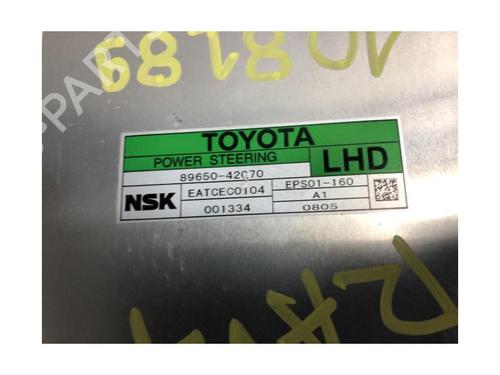 TOYOTA
POWER STEERING
LHD
89650-42070
NSK
EATCEC0104
EPS01-160
001334
A1
0805